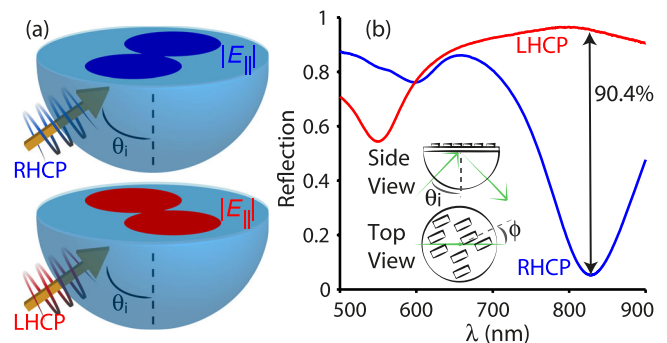 (a)
|E∥|
θi
RHCP
|E∥|
θi
LHCP
(b)
Reflection
1
0.8
0.6
0.4
0.2
0
500
600
700
800
900
λ (nm)
LHCP
90.4%
Side
View
θi
Top
View
ϕ
RHCP